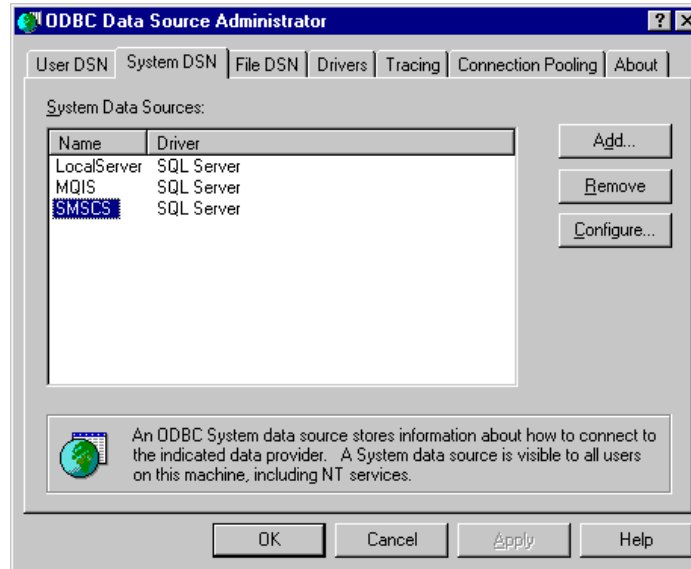 ODBC Data Source Administrator
User DSN System DSN File DSN Drivers Tracing Connection Pooling About
System Data Sources:
Name Driver
LocalServer SQL Server
MQIS SQL Server
SMSCS SQL Server
Add...
Remove
Configure...
An ODBC System data source stores information about how to connect to
the indicated data provider. A System data source is visible to all users
on this machine, including NT services.
OK Cancel Apply Help